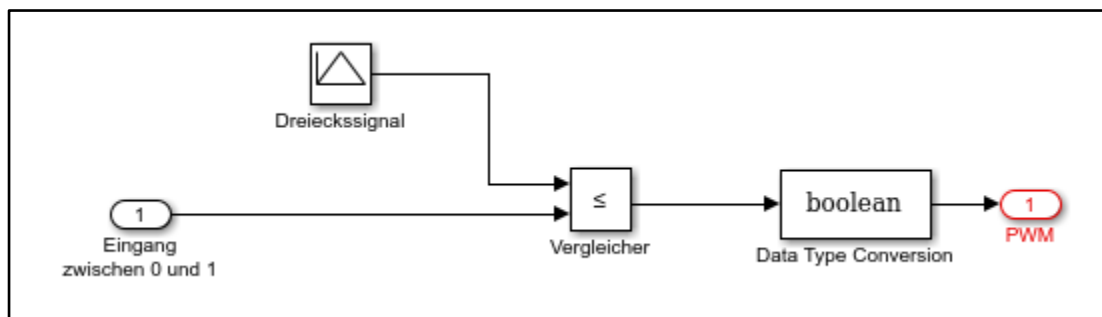 Dreieckssignal
≤
Vergleicher
1
Eingang
zwischen 0 und 1
boolean
Data Type Conversion
1
PWM